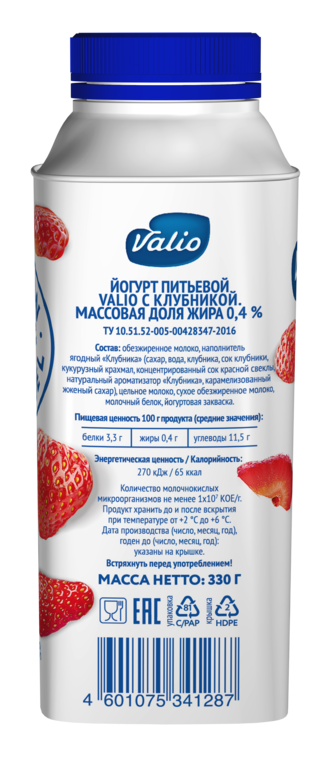 Valio
ЙОГУРТ ПИТЬЕВОЙ
VALIO С КЛУБНИКОЙ.
МАССОВАЯ ДОЛЯ ЖИРА 0,4 %
ТУ 10.51.52-005-00428347-2016
Состав: обезжиренное молоко, наполнитель
ягодный «Клубника» (сахар, вода, клубника, сок клубники,
кукурузный крахмал, концентрированный сок красной свеклы,
натуральный ароматизатор «Клубника», карамелизованный
жженый сахар), цельное молоко, сухое обезжиренное молоко,
молочный белок, йогуртовая закваска.
Пищевая ценность 100 г продукта (средние значения):
белки 3,3 г
жиры 0,4 г
углеводы 11,5 г
Энергетическая ценность / Калорийность:
270 кДж / 65 ккал
Количество молочнокислых
микроорганизмов не менее 1х10⁷ КОЕ/г.
Продукт хранить до и после вскрытия
при температуре от +2 °С до +6 °С.
Дата производства (число, месяц, год),
годен до (число, месяц, год):
указаны на крышке.
Встряхнуть перед употреблением!
МАССА НЕТТО: 330 Г
EAC
упаковка
81
C/PAP
крышка
2
HDPE
4 601075 341287